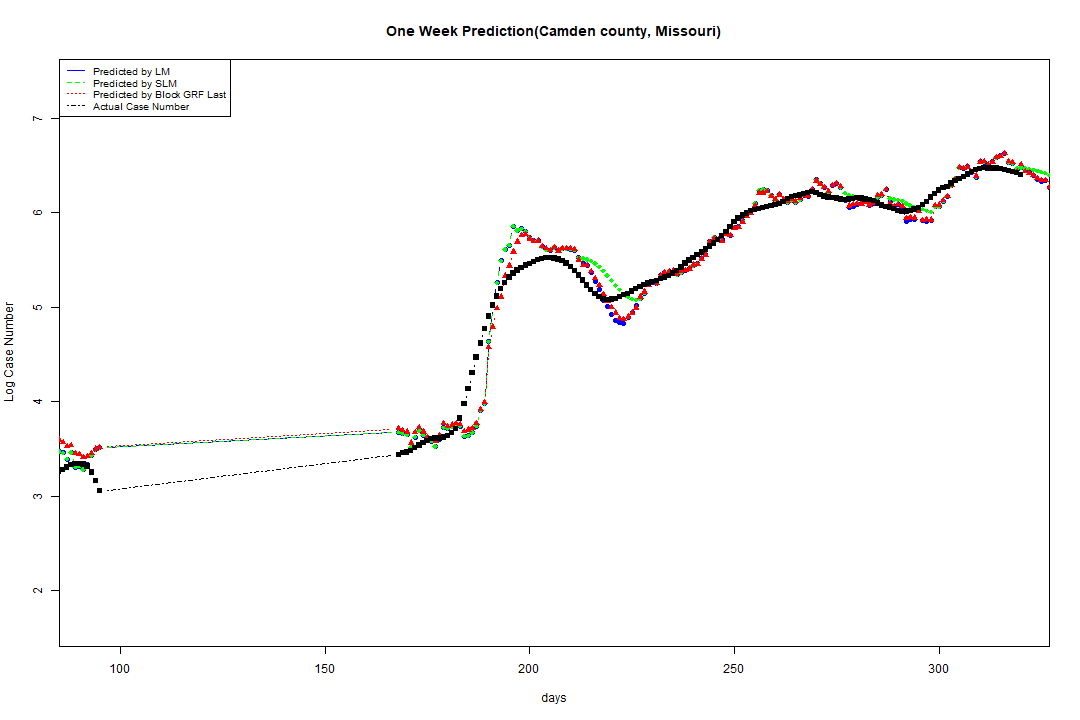 One Week Prediction(Camden county, Missouri)
Predicted by LM
Predicted by SLM
Predicted by Block GRF Last
Actual Case Number
7
6
5
4
3
2
Log Case Number
100 150 200 250 300
days